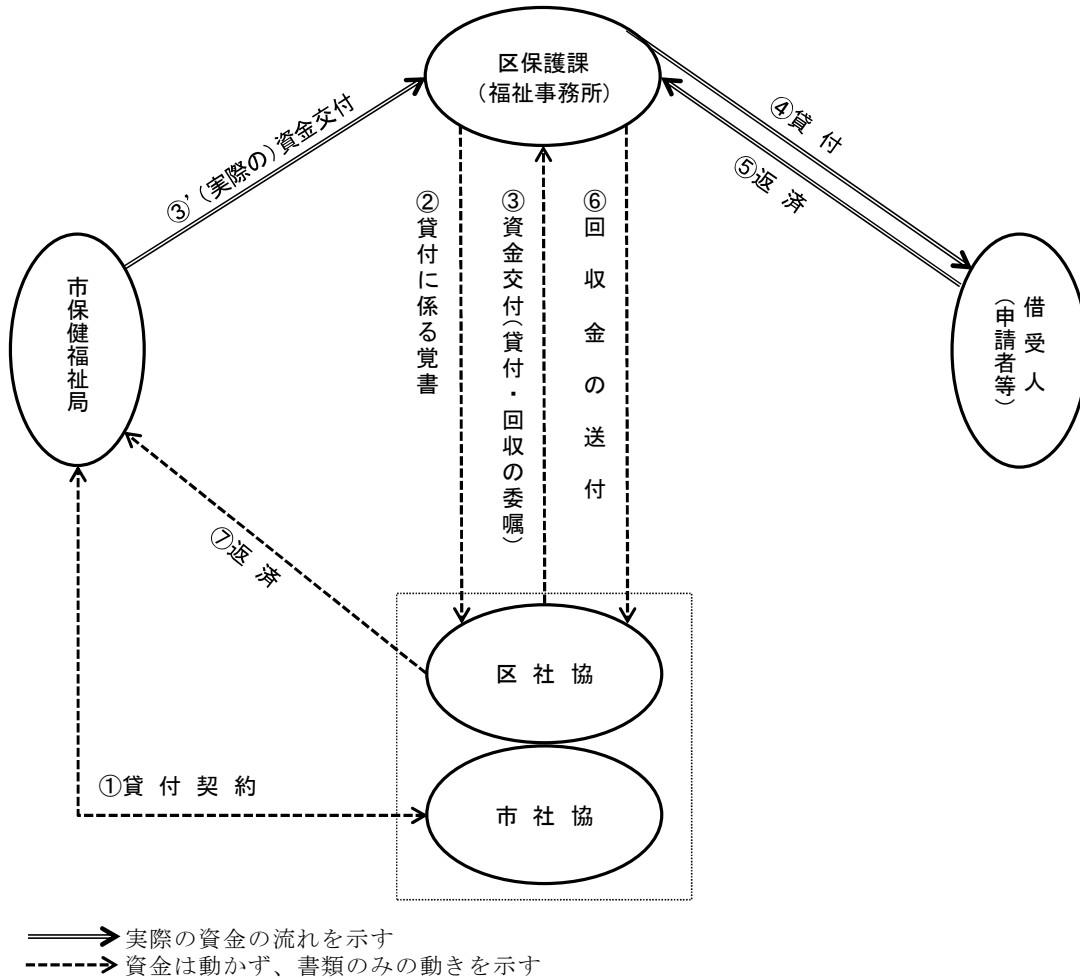 区保護課
(福祉事務所)
③’(実際の)資金交付
④貸付
⑤返済
②貸付に係る覚書
③資金交付(貸付・回収の委嘱)
⑥回収金の送付
市保健福祉局
借受人
(申請者等)
⑦返済
区社協
①貸付契約
市社協
実際の資金の流れを示す
資金は動かず、書類のみの動きを示す